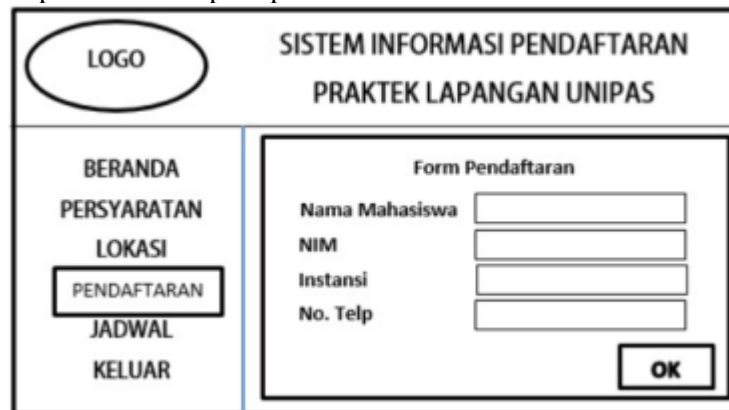 LOGO
SISTEM INFORMASI PENDAFTARAN
PRAKTEK LAPANGAN UNIPAS
BERANDA
PERSYARATAN
LOKASI
PENDAFTARAN
JADWAL
KELUAR
Form Pendaftaran
Nama Mahasiswa
NIM
Instansi
No. Telp
OK